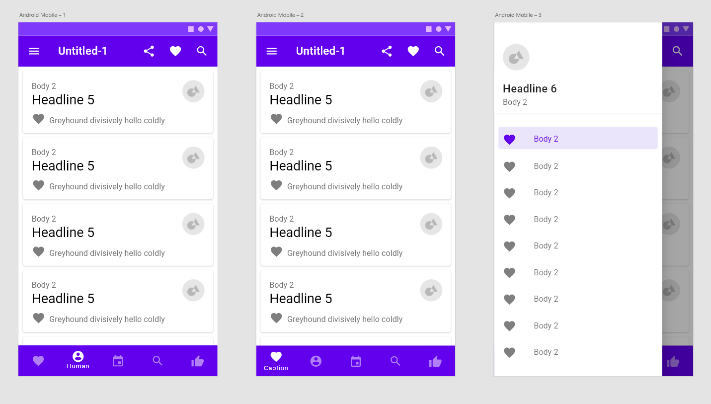 Android Mobile – 1
Untitled-1
Body 2
Headline 5
Greyhound divisively hello coldly
Body 2
Headline 5
Greyhound divisively hello coldly
Body 2
Headline 5
Greyhound divisively hello coldly
Body 2
Headline 5
Greyhound divisively hello coldly
Human
Android Mobile – 2
Untitled-1
Body 2
Headline 5
Greyhound divisively hello coldly
Body 2
Headline 5
Greyhound divisively hello coldly
Body 2
Headline 5
Greyhound divisively hello coldly
Body 2
Headline 5
Greyhound divisively hello coldly
Caption
Android Mobile – 3
Headline 6
Body 2
Body 2
Body 2
Body 2
Body 2
Body 2
Body 2
Body 2
Body 2
Body 2